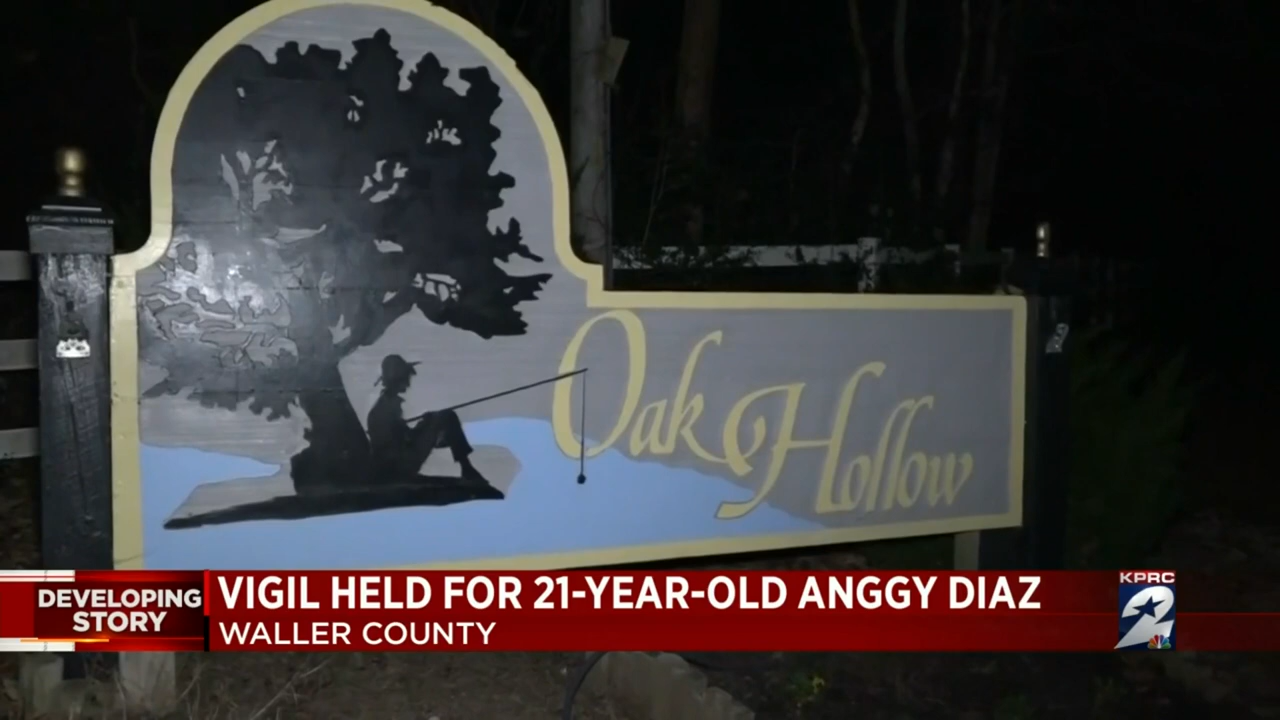 Oak Hollow
DEVELOPING
STORY
VIGIL HELD FOR 21-YEAR-OLD ANGGY DIAZ
WALLER COUNTY
KPRC
2